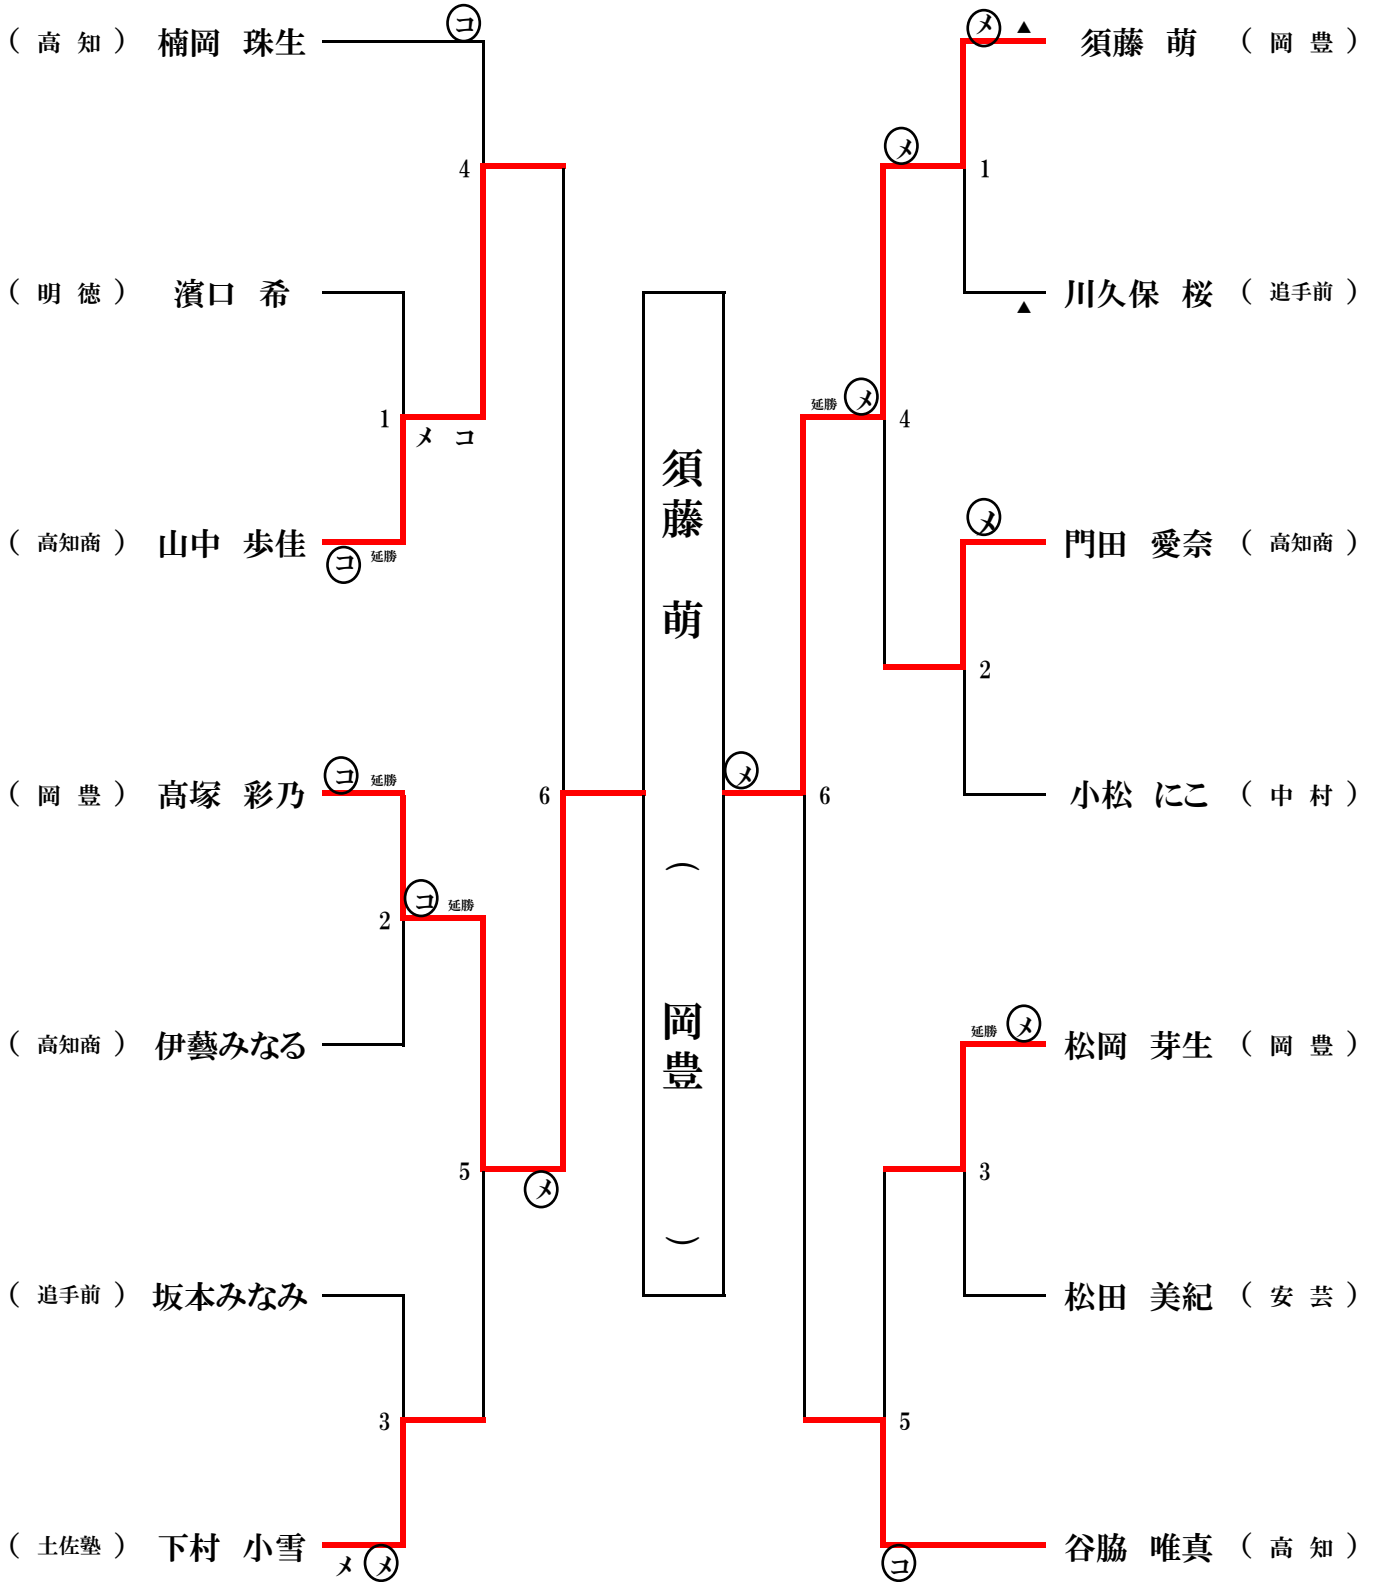 （ 高 知 ） 楠岡 珠生
コ
4
（ 明 徳 ） 濱口 希
1
メ コ
（ 高知商 ） 山中 歩佳
コ 延勝
（ 岡 豊 ） 髙塚 彩乃
コ 延勝
6
2
コ 延勝
（ 高知商 ） 伊藝みなる
5
メ
（ 追手前 ） 坂本みなみ
3
（ 土佐塾 ） 下村 小雪
メ メ
須藤 萌 （ 岡豊 ）
メ ▲
須藤 萌 （ 岡 豊 ）
メ
1
川久保 桜 （ 追手前 ）
▲
延勝 メ
4
メ
門田 愛奈 （ 高知商 ）
2
メ
6
小松 にこ （ 中 村 ）
延勝 メ
松岡 芽生 （ 岡 豊 ）
3
松田 美紀 （ 安 芸 ）
5
谷脇 唯真 （ 高 知 ）
コ